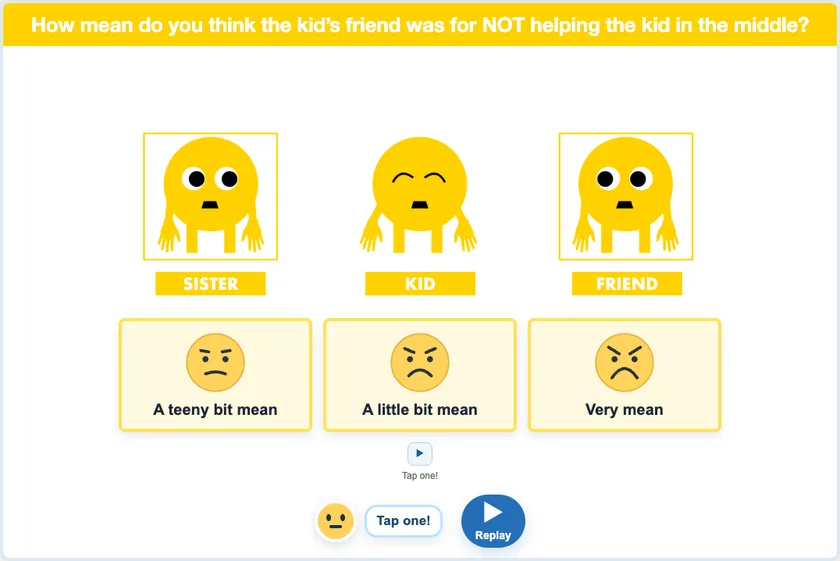 How mean do you think the kid's friend was for NOT helping the kid in the middle?
SISTER
KID
FRIEND
A teeny bit mean
A little bit mean
Very mean
Tap one!
Tap one!
Replay